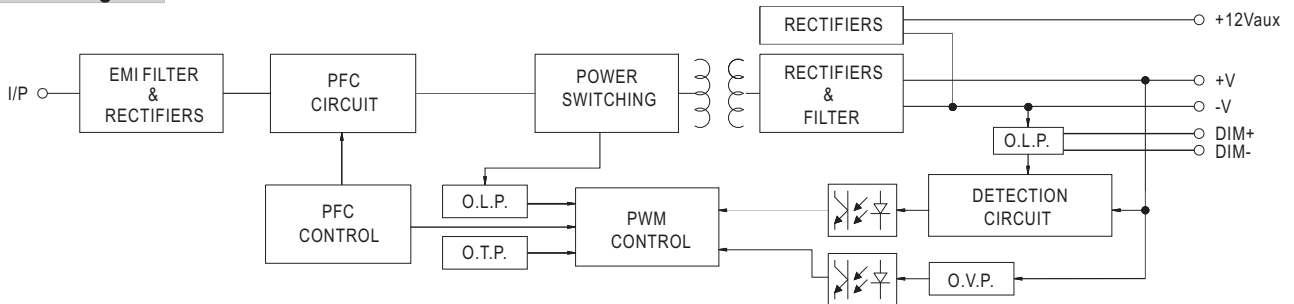 RECTIFIERS
+12Vaux
I/P
EMI FILTER
&
RECTIFIERS
PFC
CIRCUIT
POWER
SWITCHING
RECTIFIERS
&
FILTER
+V
-V
O.L.P.
DIM+
DIM-
PFC
CONTROL
O.L.P.
O.T.P.
PWM
CONTROL
DETECTION
CIRCUIT
O.V.P.